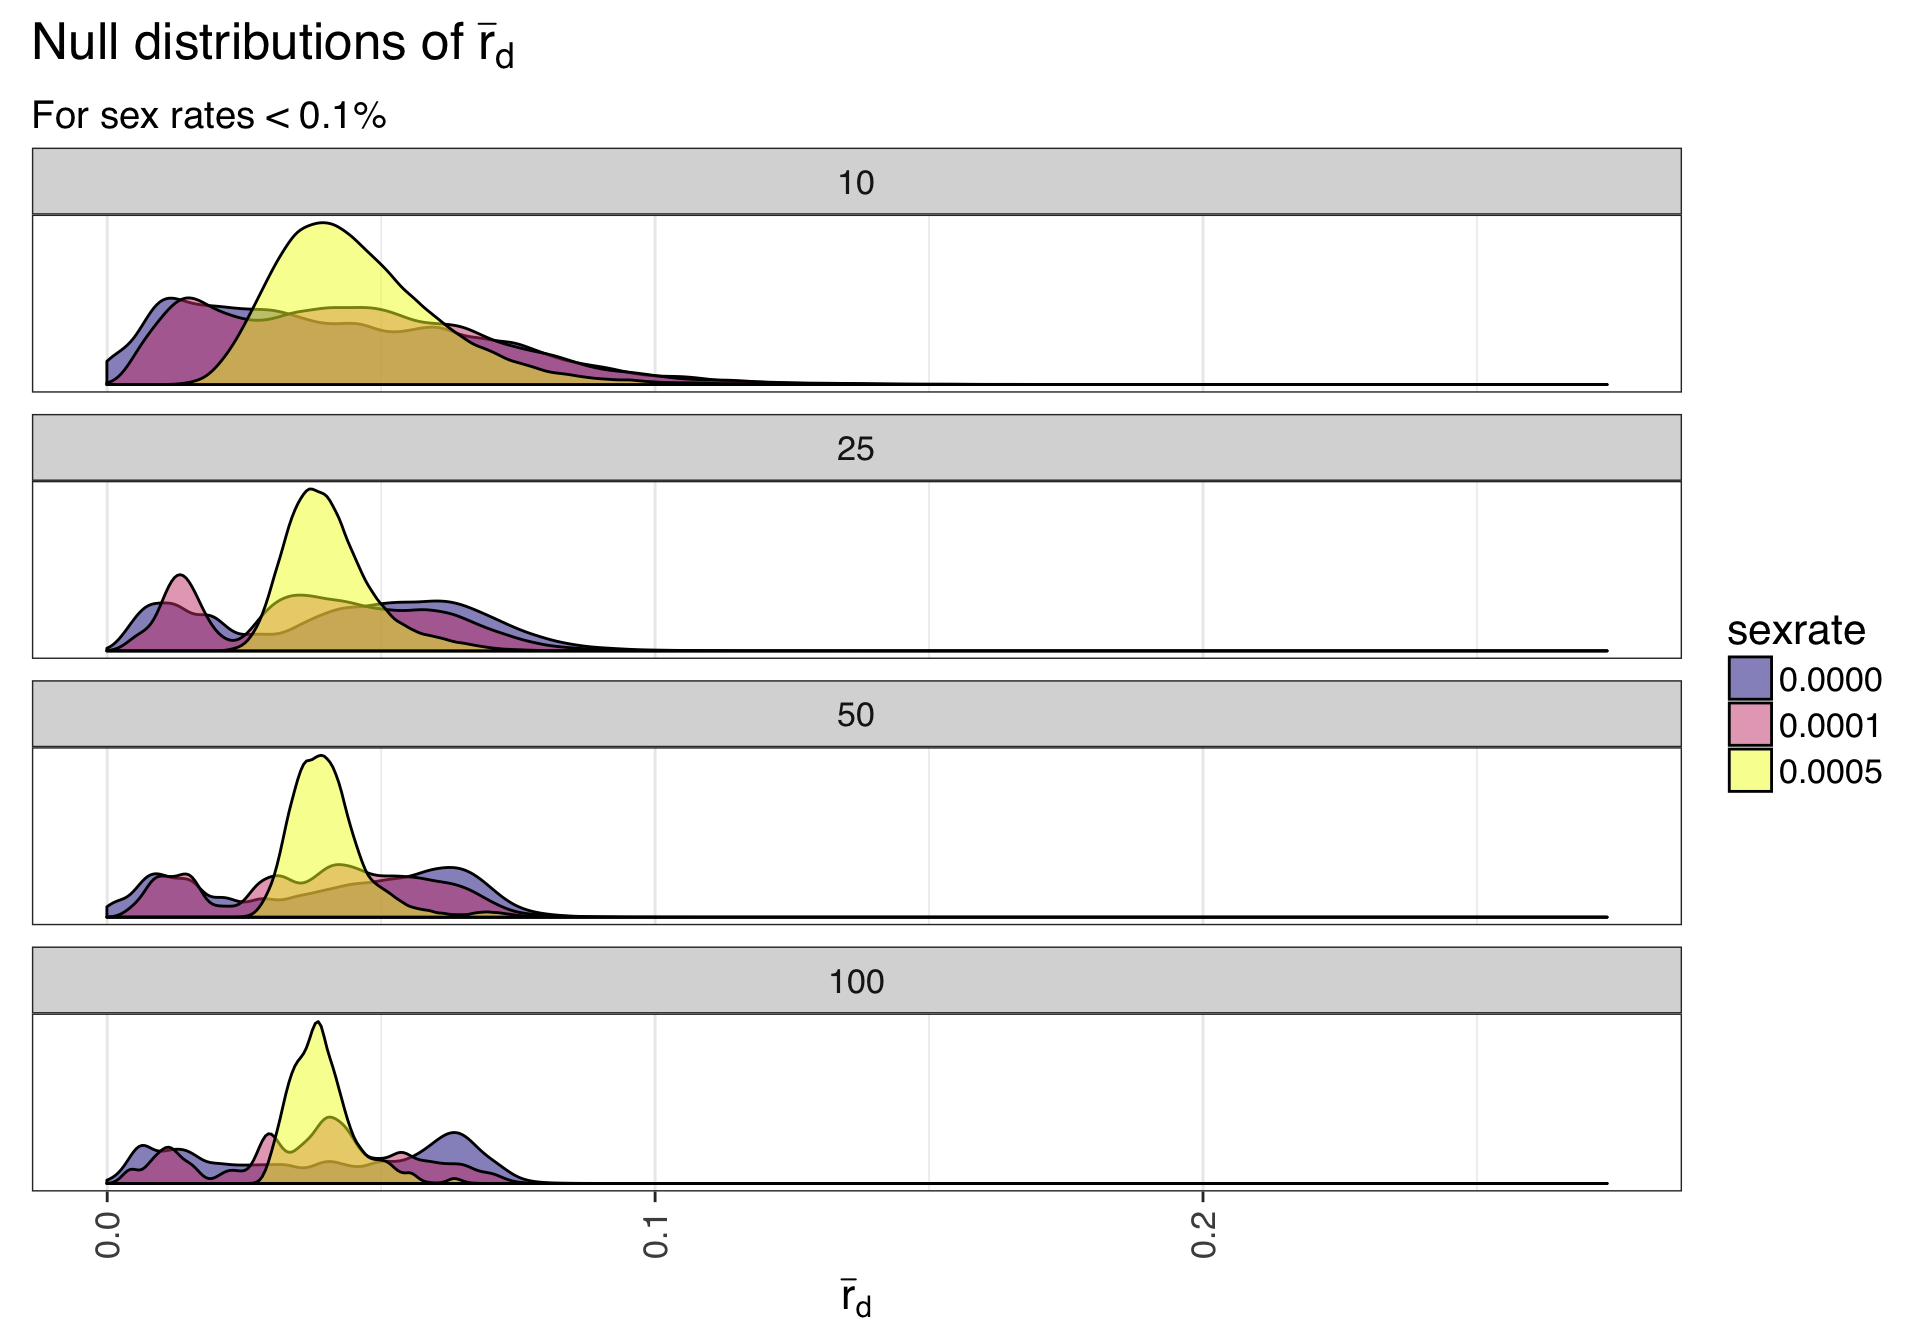 Null distributions of r̄d
For sex rates < 0.1%
10
25
50
100
sexrate
0.0000
0.0001
0.0005
0.0
0.1
0.2
r̄d